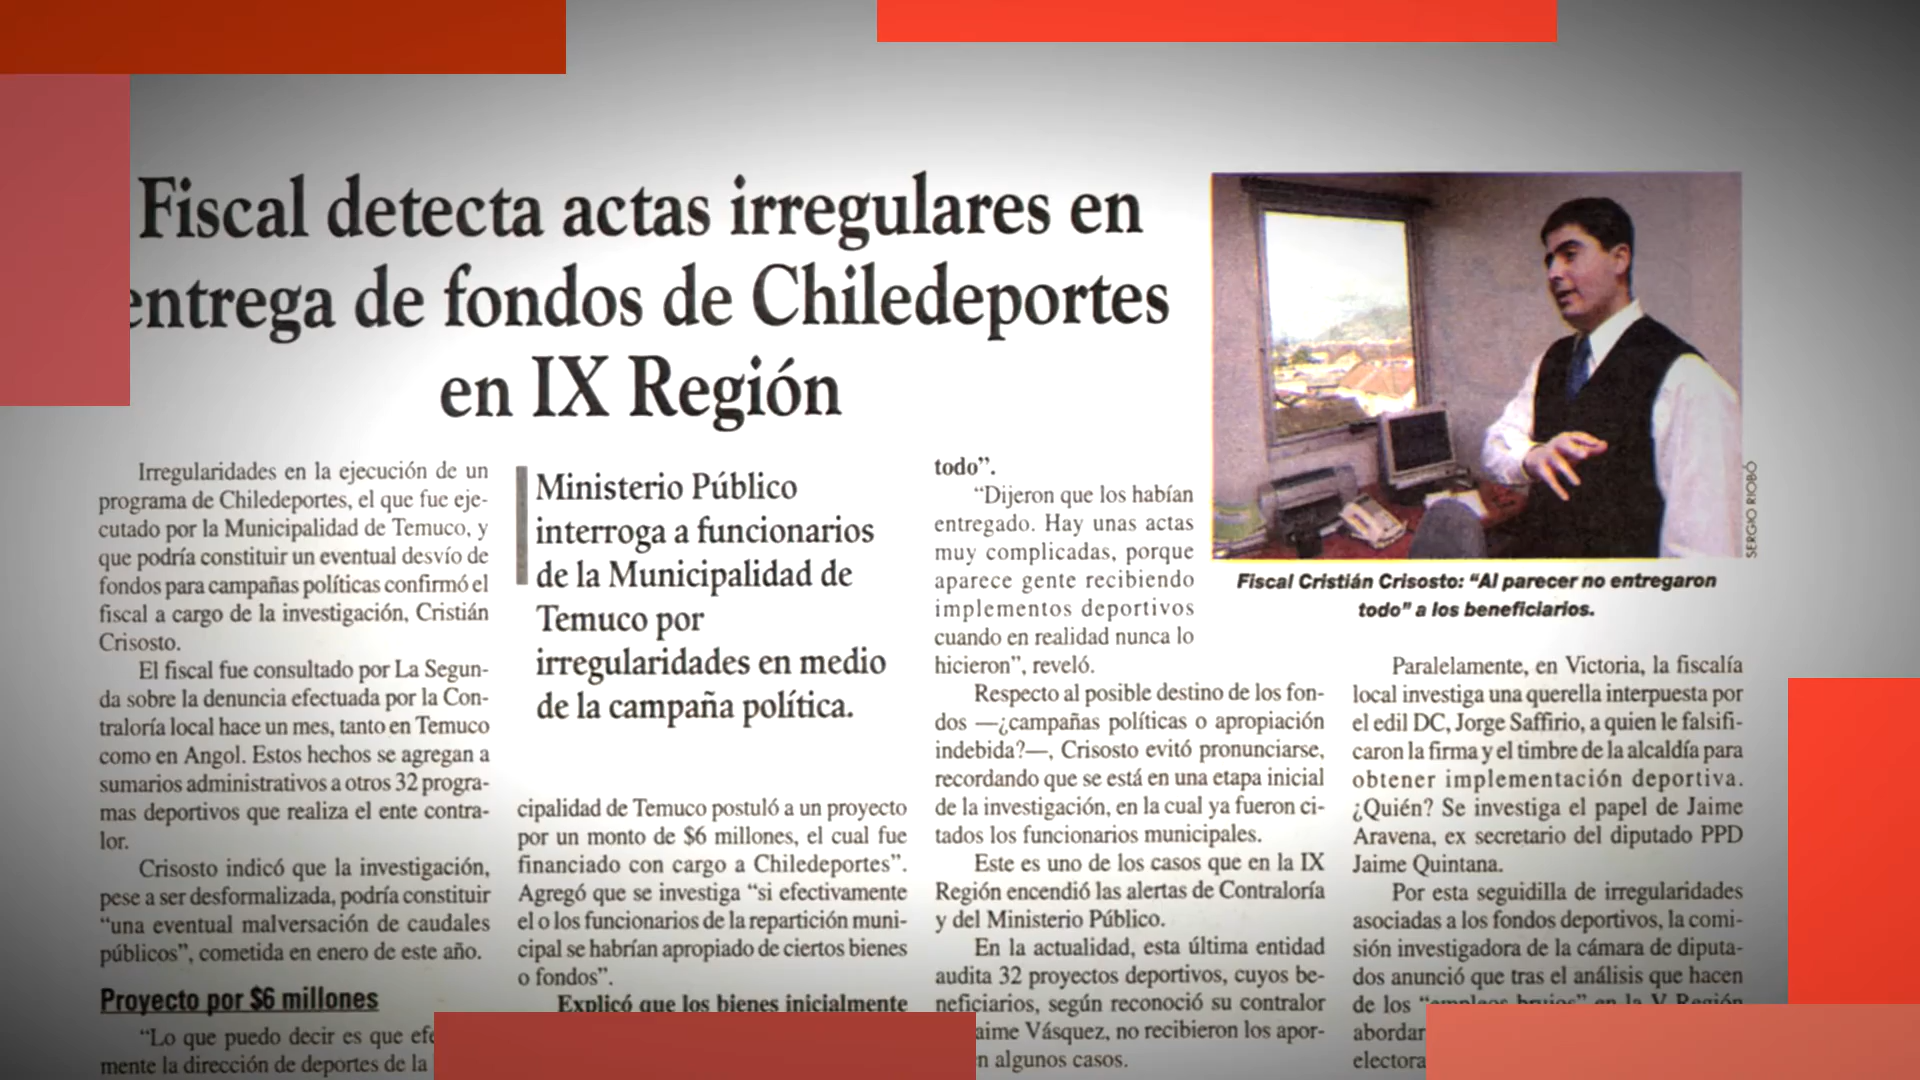 Fiscal detecta actas irregulares en
entrega de fondos de Chiledeportes
en IX Región
Irregularidades en la ejecución de un
programa de Chiledeportes, el que fue eje-
cutado por la Municipalidad de Temuco, y
que podría constituir un eventual desvío de
fondos para campañas políticas confirmó el
fiscal a cargo de la investigación, Cristián
Crisosto.
El fiscal fue consultado por La Segun-
da sobre la denuncia efectuada por la Con-
traloría local hace un mes, tanto en Temuco
como en Angol. Estos hechos se agregan a
sumarios administrativos a otros 32 progra-
mas deportivos que realiza el ente contra-
lor.
Crisosto indicó que la investigación,
pese a ser desformalizada, podría constituir
“una eventual malversación de caudales
públicos”, cometida en enero de este año.
Proyecto por $6 millones
“Lo que puedo decir es que efe
mente la dirección de deportes de la
Ministerio Público
interroga a funcionarios
de la Municipalidad de
Temuco por
irregularidades en medio
de la campaña política.
cipalidad de Temuco postuló a un proyecto
por un monto de $6 millones, el cual fue
financiado con cargo a Chiledeportes”.
Agregó que se investiga “si efectivamente
el o los funcionarios de la repartición muni-
cipal se habrían apropiado de ciertos bienes
o fondos”.
Explicó que los bienes inicialmente
todo”.
“Dijeron que los habían
entregado. Hay unas actas
muy complicadas, porque
aparece gente recibiendo
implementos deportivos
cuando en realidad nunca lo
hicieron”, reveló.
Respecto al posible destino de los fon-
dos —¿campañas políticas o apropiación
indebida?—, Crisosto evitó pronunciarse,
recordando que se está en una etapa inicial
de la investigación, en la cual ya fueron ci-
tados los funcionarios municipales.
Este es uno de los casos que en la IX
Región encendió las alertas de Contraloría
y del Ministerio Público.
En la actualidad, esta última entidad
audita 32 proyectos deportivos, cuyos be-
neficiarios, según reconoció su contralor
aime Vásquez, no recibieron los apor-
n algunos casos.
SERGIO RIOBÓ
Fiscal Cristián Crisosto: “Al parecer no entregaron
todo” a los beneficiarios.
Paralelamente, en Victoria, la fiscalía
local investiga una querella interpuesta por
el edil DC, Jorge Saffirio, a quien le falsifi-
caron la firma y el timbre de la alcaldía para
obtener implementación deportiva.
¿Quién? Se investiga el papel de Jaime
Aravena, ex secretario del diputado PPD
Jaime Quintana.
Por esta seguidilla de irregularidades
asociadas a los fondos deportivos, la comi-
sión investigadora de la cámara de diputa-
dos anunció que tras el análisis que hacen
de los “empleos brujos” en la V Región
abordar
electora